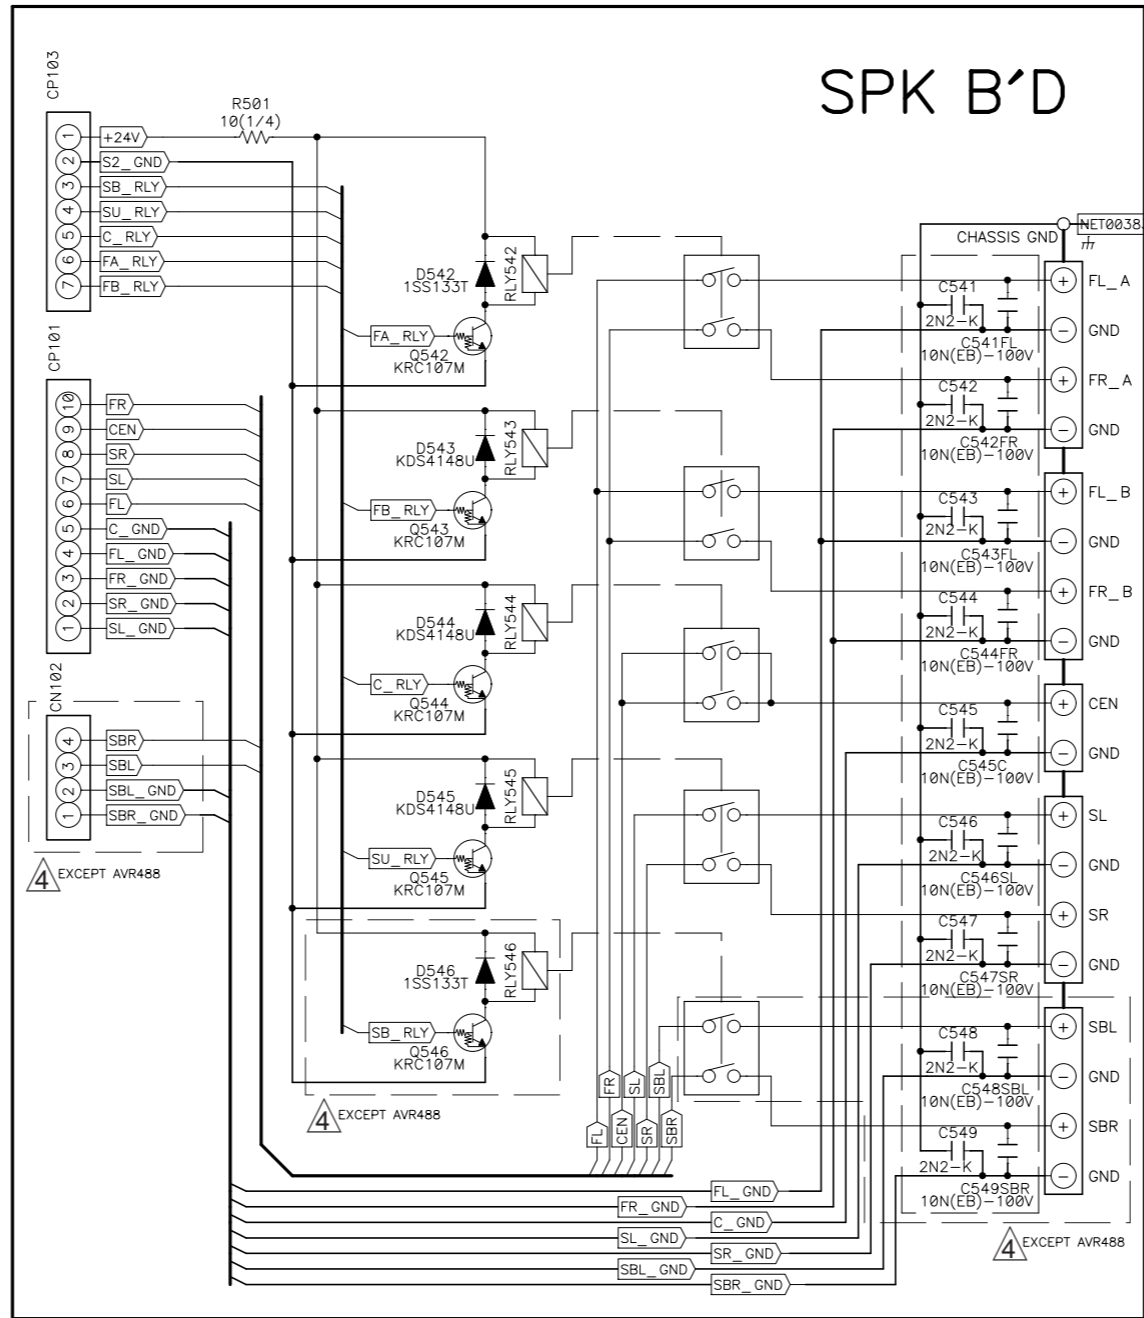 SPK B'D
CP103
R501
10(1/4)
1 +24V
2 S2_GND
3 SB_RLY
4 SU_RLY
5 C_RLY
6 FA_RLY
7 FB_RLY
CP101
10 FR
9 CEN
8 SR
7 SL
6 FL
5 C_GND
4 FL_GND
3 FR_GND
2 SR_GND
1 SL_GND
CN102
4 SBR
3 SBL
2 SBL_GND
1 SBR_GND
4 EXCEPT AVR488
D542
1SS133T
RLY542
FA_RLY
Q542
KRC107M
D543
KDS4148U
RLY543
FB_RLY
Q543
KRC107M
D544
KDS4148U
RLY544
C_RLY
Q544
KRC107M
D545
KDS4148U
RLY545
SU_RLY
Q545
KRC107M
D546
1SS133T
RLY546
SB_RLY
Q546
KRC107M
4 EXCEPT AVR488
FL
FR
CEN
SL
SR
SBL
SBR
CHASSIS GND
C541
2N2-K
C541FL
10N(EB)-100V
C542
2N2-K
C542FR
10N(EB)-100V
C543
2N2-K
C543FL
10N(EB)-100V
C544
2N2-K
C544FR
10N(EB)-100V
C545
2N2-K
C545C
10N(EB)-100V
C546
2N2-K
C546SL
10N(EB)-100V
C547
2N2-K
C547SR
10N(EB)-100V
C548
2N2-K
C548SBL
10N(EB)-100V
C549
2N2-K
C549SBR
10N(EB)-100V
+ FL_A
- GND
+ FR_A
- GND
+ FL_B
- GND
+ FR_B
- GND
+ CEN
- GND
+ SL
- GND
+ SR
- GND
+ SBL
- GND
+ SBR
- GND
4 EXCEPT AVR488
FL_GND
FR_GND
C_GND
SL_GND
SR_GND
SBL_GND
SBR_GND